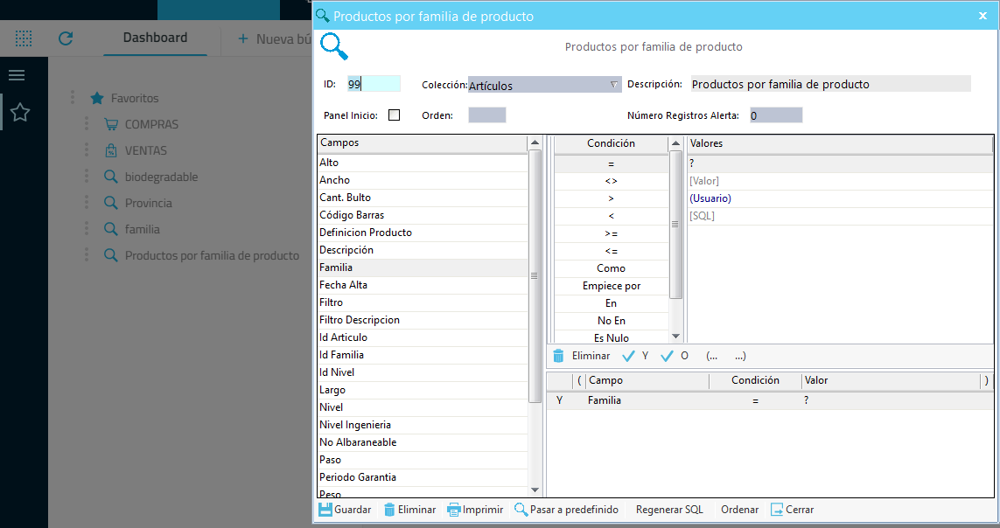 Productos por familia de producto
Dashboard
Nueva bú
Favoritos
COMPRAS
VENTAS
biodegradable
Provincia
familia
Productos por familia de producto
Productos por familia de producto
ID: 99 Colección: Artículos Descripción: Productos por familia de producto
Panel Inicio: Orden: Número Registros Alerta: 0
Campos
Alto
Ancho
Cant. Bulto
Código Barras
Definicion Producto
Descripción
Familia
Fecha Alta
Filtro
Filtro Descripcion
Id Articulo
Id Familia
Id Nivel
Largo
Nivel
Nivel Ingenieria
No Albaraneable
Paso
Periodo Garantia
Peso
Condición
=
<>
>
<
>=
<=
Como
Empiece por
En
No En
Es Nulo
Valores
?
[Valor]
(Usuario)
[SQL]
Eliminar Y O (... ...)
( Campo Condición Valor )
Y Familia = ?
Guardar Eliminar Imprimir Pasar a predefinido Regenerar SQL Ordenar Cerrar